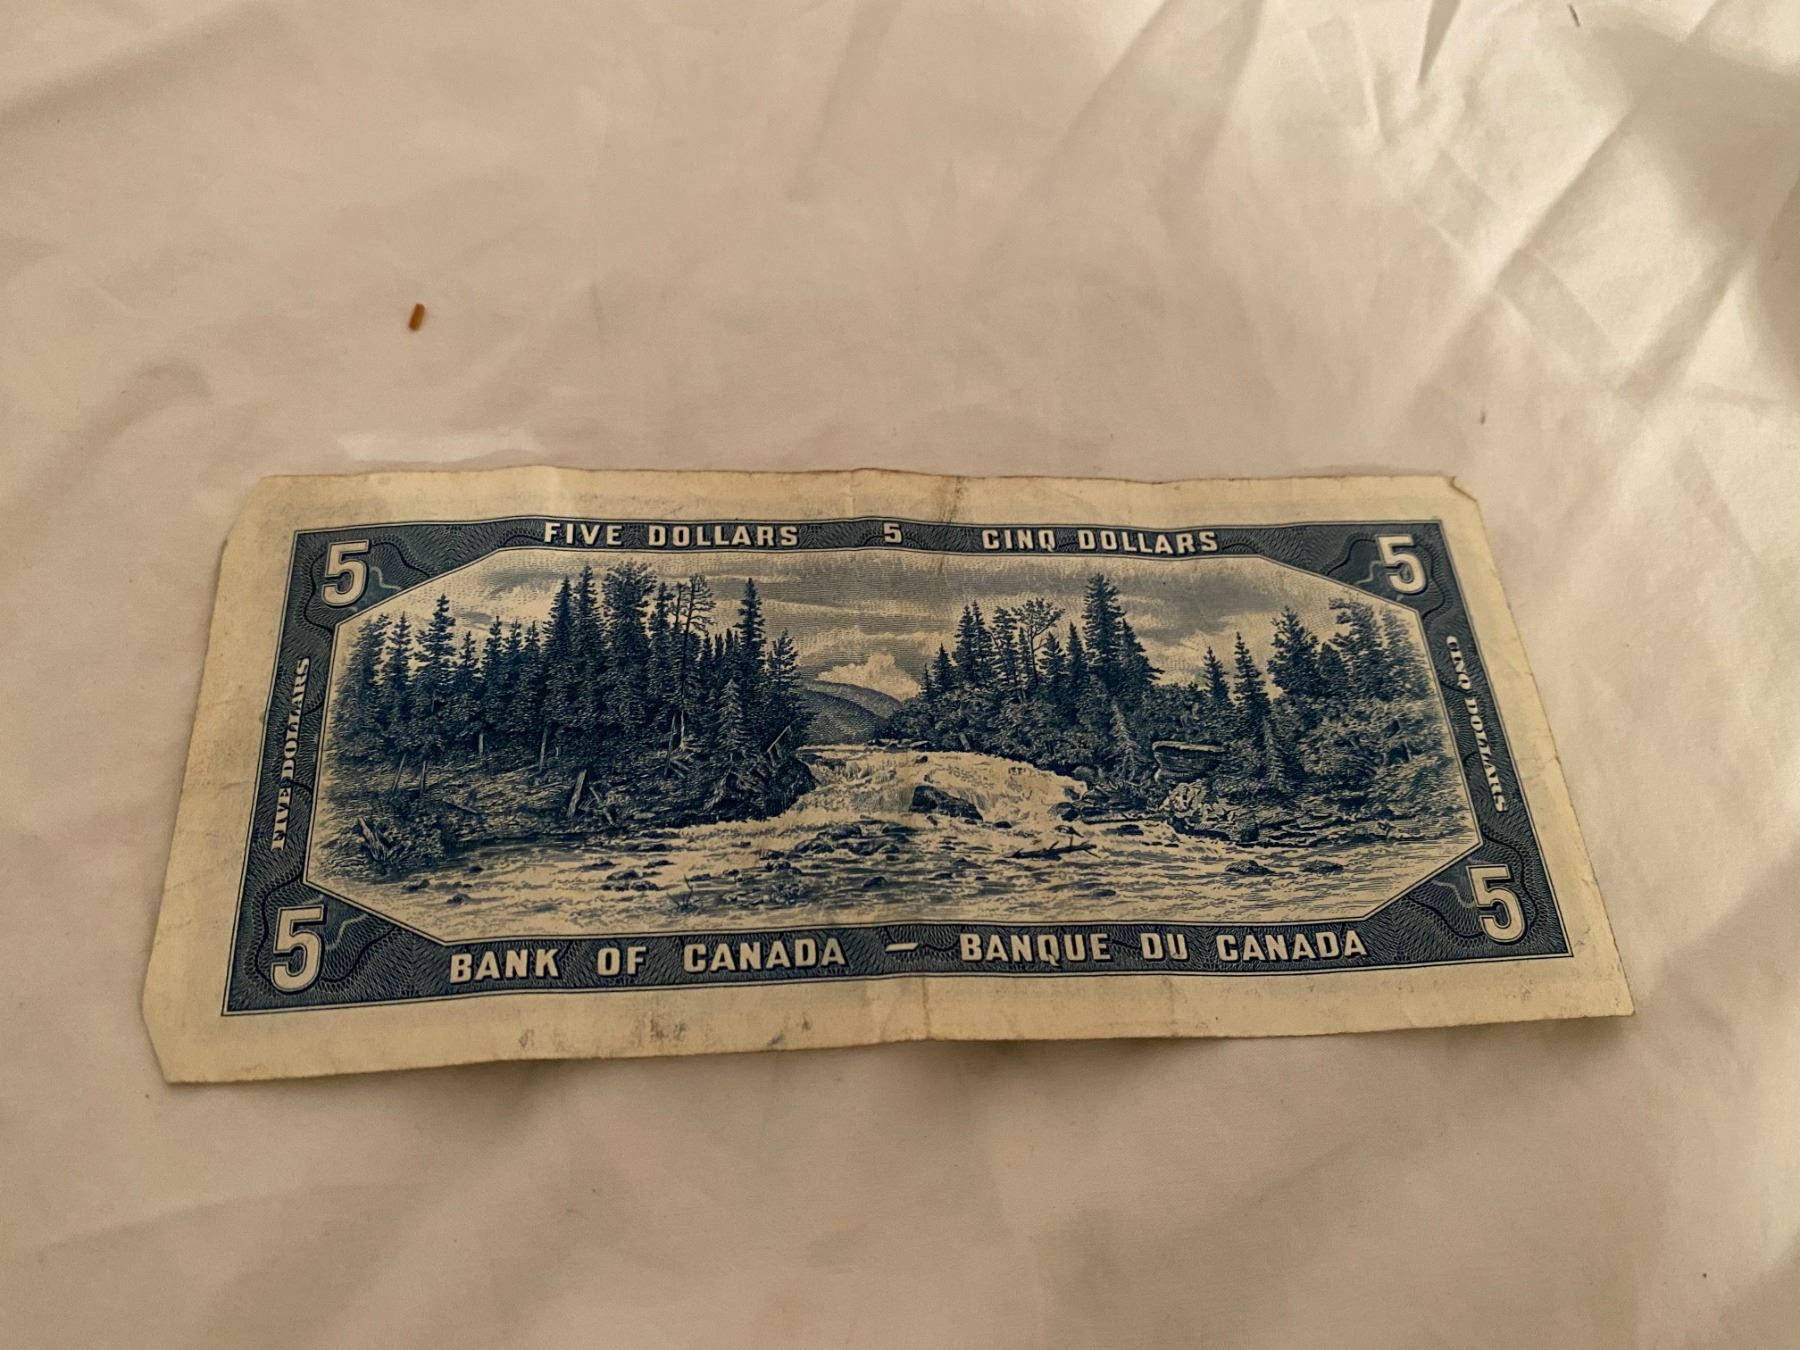 FIVE DOLLARS 5 CINQ DOLLARS
5 5
FIVE DOLLARS
CINQ DOLLARS
5 5
BANK OF CANADA — BANQUE DU CANADA